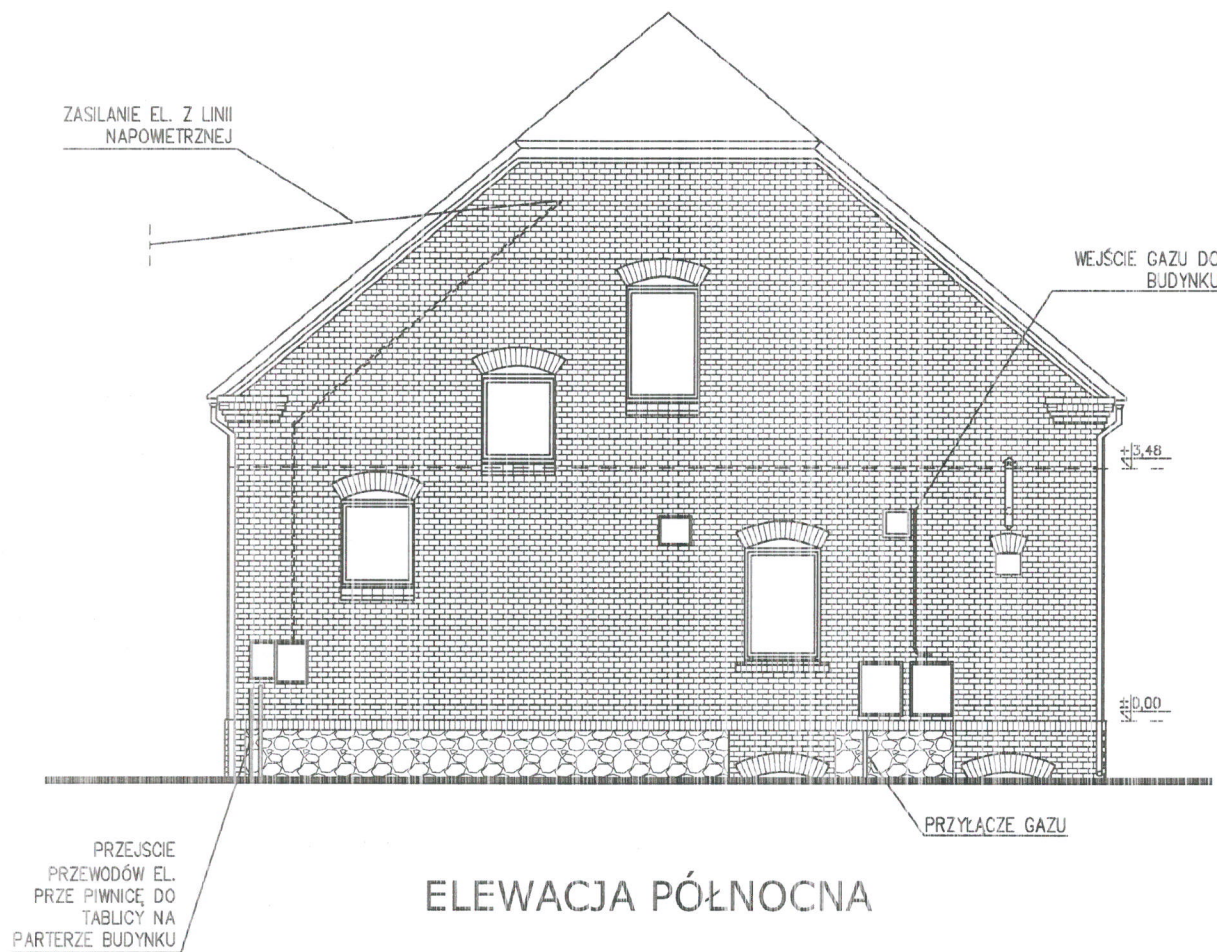 ZASILANIE EL. Z LINII
NAPOWIETRZNEJ
WEJŚCIE GAZU DO
BUDYNKU
+3,48
±0,00
PRZYŁĄCZE GAZU
PRZEJSCIE
PRZEWODÓW EL.
PRZE PIWNICĘ DO
TABLICY NA
PARTERZE BUDYNKU
ELEWACJA PÓŁNOCNA